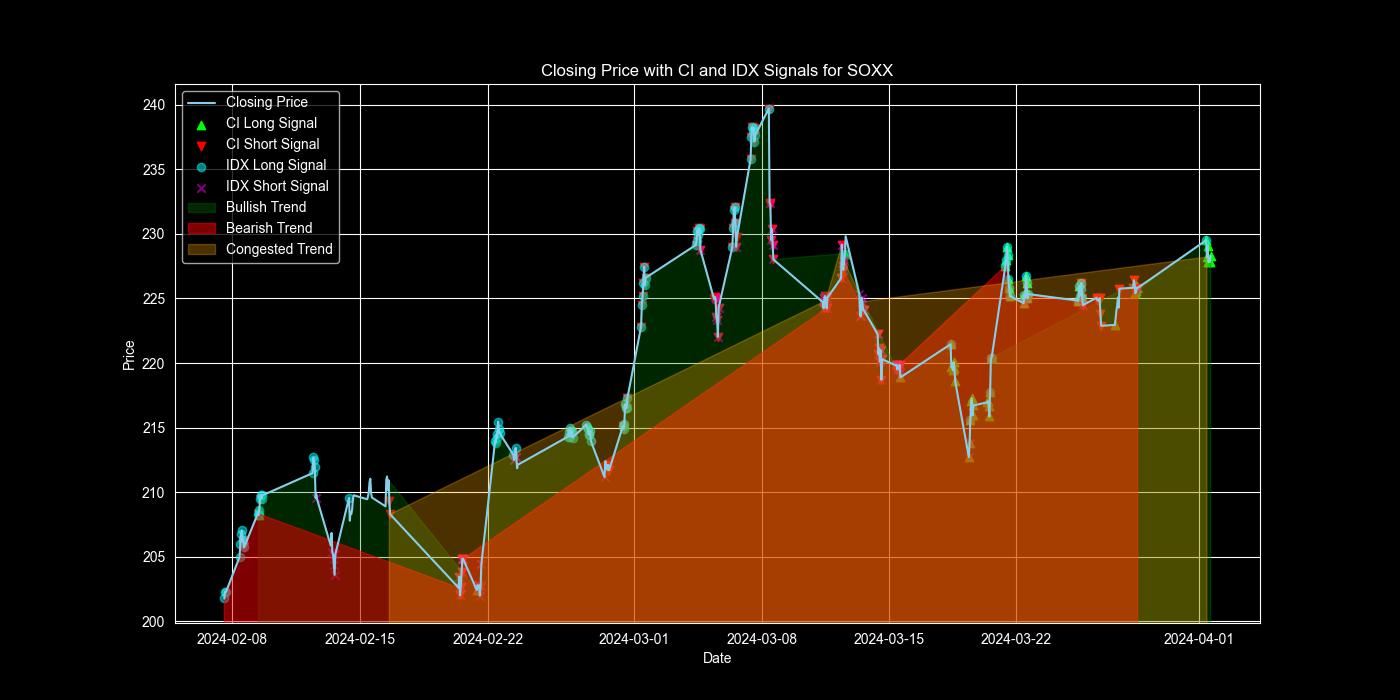 Closing Price with CI and IDX Signals for SOXX
Closing Price
CI Long Signal
CI Short Signal
IDX Long Signal
IDX Short Signal
Bullish Trend
Bearish Trend
Congested Trend
Price
240
235
230
225
220
215
210
205
200
2024-02-08 2024-02-15 2024-02-22 2024-03-01 2024-03-08 2024-03-15 2024-03-22 2024-04-01
Date